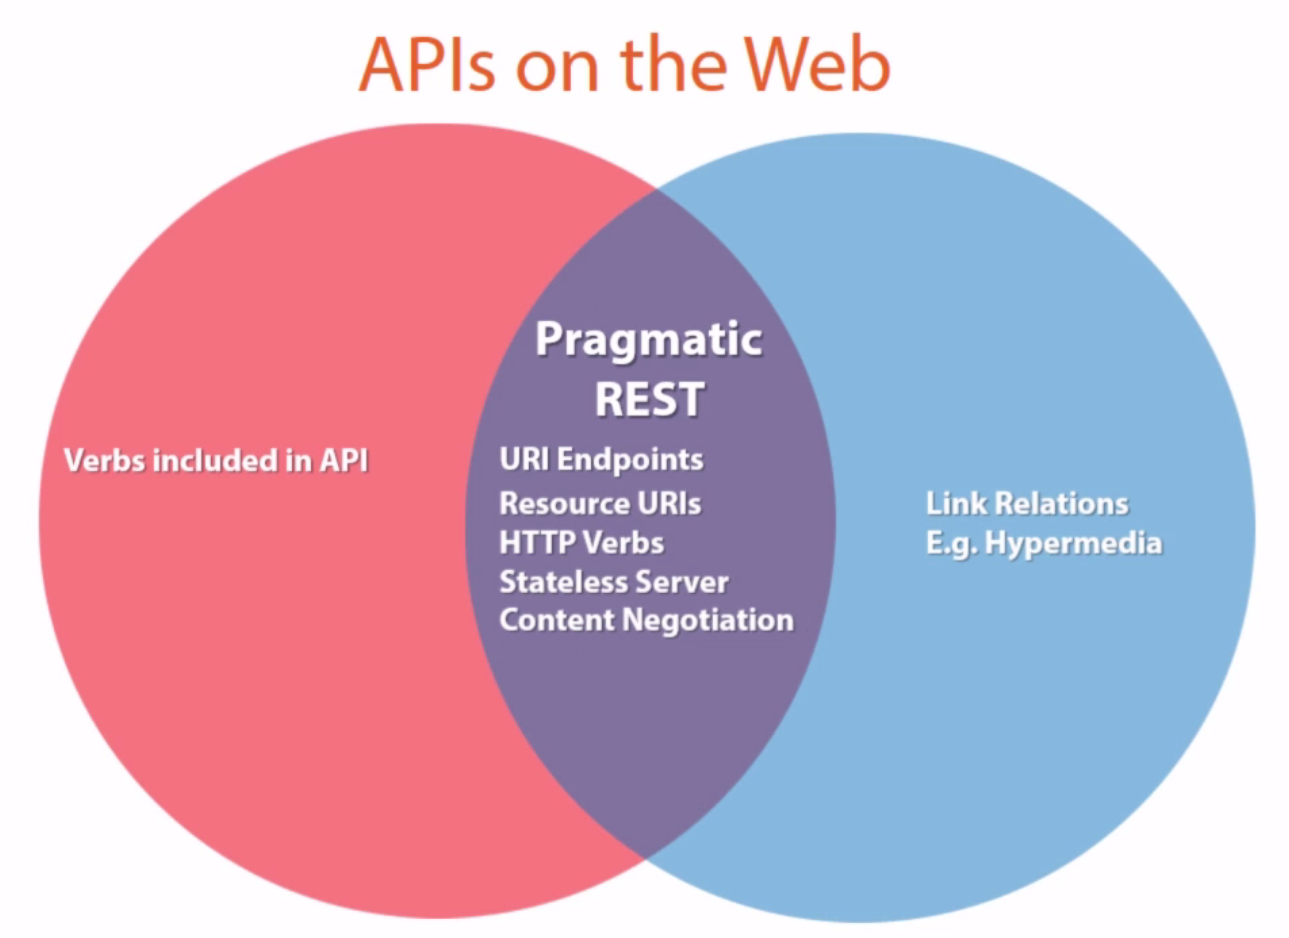 APIs on the Web
Pragmatic
REST
Verbs included in API
URI Endpoints
Resource URIs
HTTP Verbs
Stateless Server
Content Negotiation
Link Relations
E.g. Hypermedia